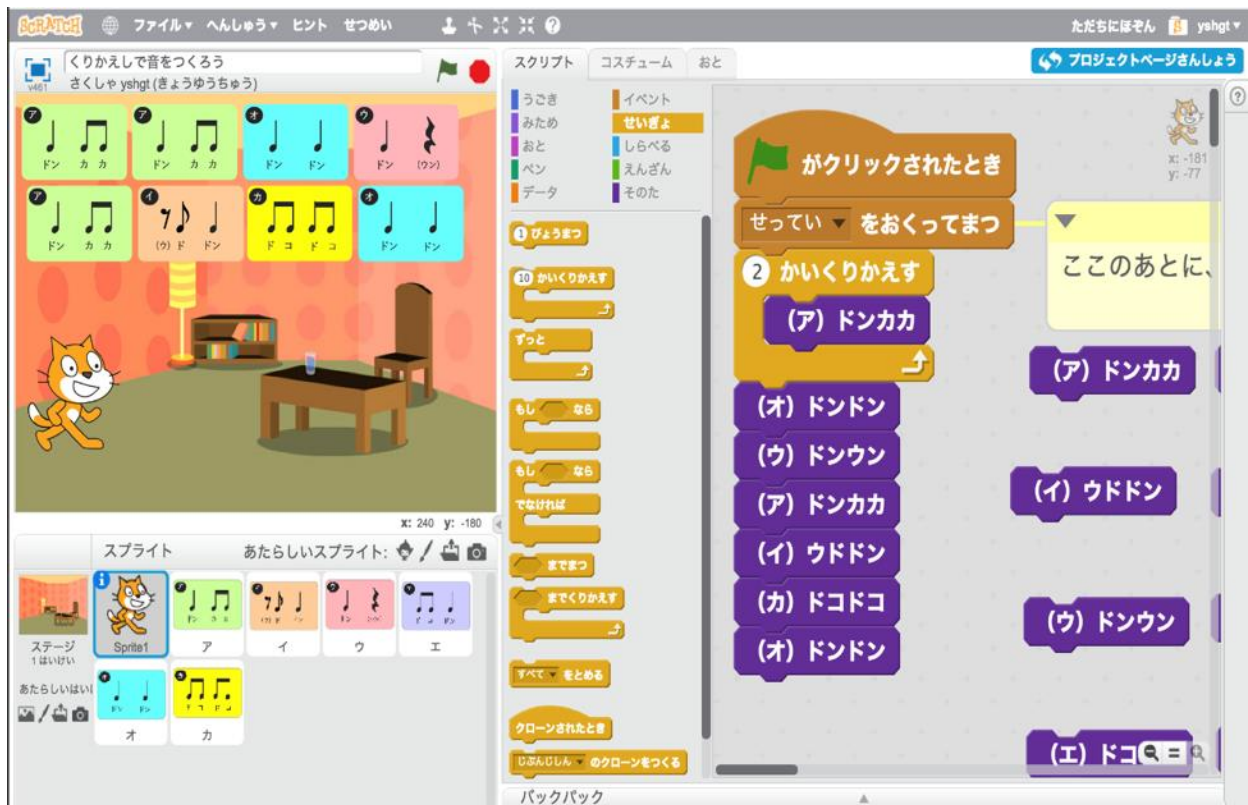 SCRATCH ファイル▼ へんしゅう▼ ヒント せつめい ただちにほぞん yshgt▼
くりかえしで音をつくろう
v461 さくしゃ yshgt (きょうゆうちゅう)
ア ドン カ カ
ア ドン カ カ
オ ドン ドン
ウ ドン (ウン)
ア ドン カ カ
イ (ウ) ド ドン
カ ド コ ド コ
オ ドン ドン
x: 240 y: -180
スプライト あたらしいスプライト:
ステージ
1 はいけい
あたらしいはい
Sprite1
ア
イ
ウ
エ
オ
カ
スクリプト コスチューム おと
プロジェクトページさんしょう
うごき イベント
みため せいぎょ
おと しらべる
ペン えんざん
データ そのた
1 びょうまつ
10 かいくりかえす
ずっと
もし なら
もし なら
でなければ
までまつ
までくりかえす
すべて▼ をとめる
クローンされたとき
じぶんじしん▼ のクローンをつくる
がクリックされたとき
せってい▼ をおくってまつ
2 かいくりかえす
(ア) ドンカカ
(オ) ドンドン
(ウ) ドンウン
(ア) ドンカカ
(イ) ウドドン
(カ) ドコドコ
(オ) ドンドン
x: -181
y: -77
ここのあとに、
(ア) ドンカカ
(イ) ウドドン
(ウ) ドンウン
(エ) ドコ
バックパック